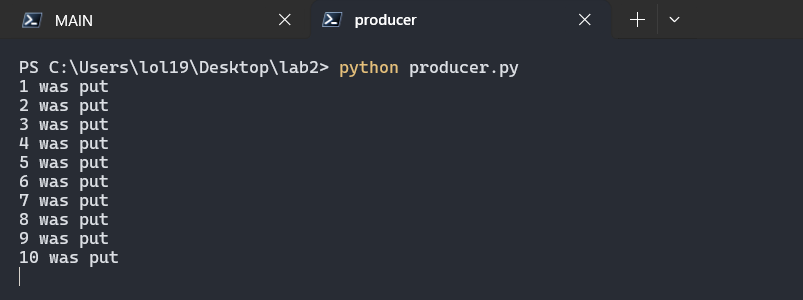 MAIN
producer
PS C:\Users\lol19\Desktop\lab2> python producer.py
1 was put
2 was put
3 was put
4 was put
5 was put
6 was put
7 was put
8 was put
9 was put
10 was put